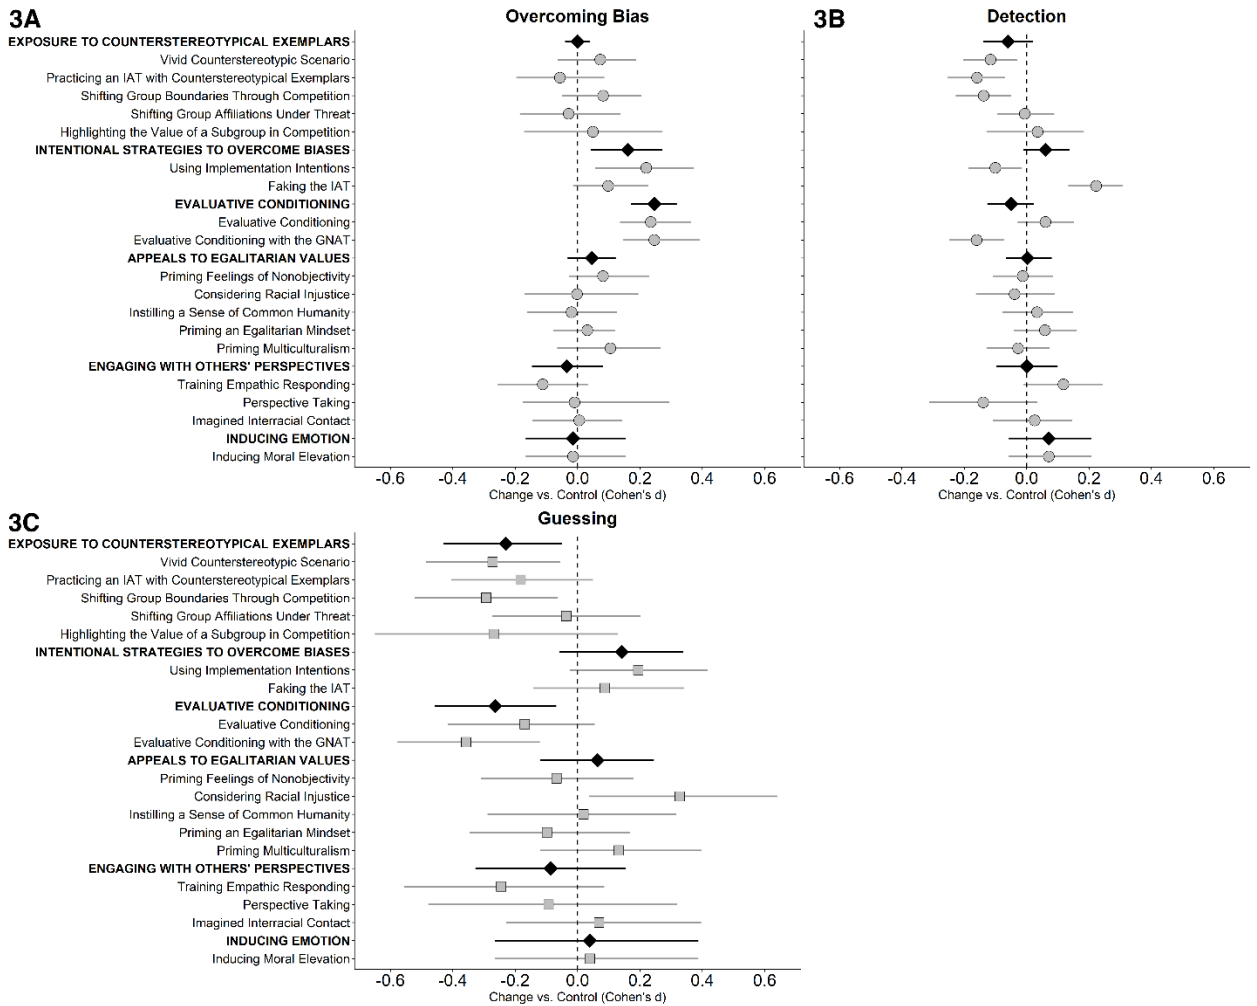 3A
Overcoming Bias
EXPOSURE TO COUNTERSTEREOTYPICAL EXEMPLARS
Vivid Counterstereotypic Scenario
Practicing an IAT with Counterstereotypical Exemplars
Shifting Group Boundaries Through Competition
Shifting Group Affiliations Under Threat
Highlighting the Value of a Subgroup in Competition
INTENTIONAL STRATEGIES TO OVERCOME BIASES
Using Implementation Intentions
Faking the IAT
EVALUATIVE CONDITIONING
Evaluative Conditioning
Evaluative Conditioning with the GNAT
APPEALS TO EGALITARIAN VALUES
Priming Feelings of Nonobjectivity
Considering Racial Injustice
Instilling a Sense of Common Humanity
Priming an Egalitarian Mindset
Priming Multiculturalism
ENGAGING WITH OTHERS' PERSPECTIVES
Training Empathic Responding
Perspective Taking
Imagined Interracial Contact
INDUCING EMOTION
Inducing Moral Elevation
-0.6 -0.4 -0.2 0.0 0.2 0.4 0.6
Change vs. Control (Cohen's d)
3B
Detection
-0.6 -0.4 -0.2 0.0 0.2 0.4 0.6
Change vs. Control (Cohen's d)
3C
Guessing
EXPOSURE TO COUNTERSTEREOTYPICAL EXEMPLARS
Vivid Counterstereotypic Scenario
Practicing an IAT with Counterstereotypical Exemplars
Shifting Group Boundaries Through Competition
Shifting Group Affiliations Under Threat
Highlighting the Value of a Subgroup in Competition
INTENTIONAL STRATEGIES TO OVERCOME BIASES
Using Implementation Intentions
Faking the IAT
EVALUATIVE CONDITIONING
Evaluative Conditioning
Evaluative Conditioning with the GNAT
APPEALS TO EGALITARIAN VALUES
Priming Feelings of Nonobjectivity
Considering Racial Injustice
Instilling a Sense of Common Humanity
Priming an Egalitarian Mindset
Priming Multiculturalism
ENGAGING WITH OTHERS' PERSPECTIVES
Training Empathic Responding
Perspective Taking
Imagined Interracial Contact
INDUCING EMOTION
Inducing Moral Elevation
-0.6 -0.4 -0.2 0.0 0.2 0.4 0.6
Change vs. Control (Cohen's d)